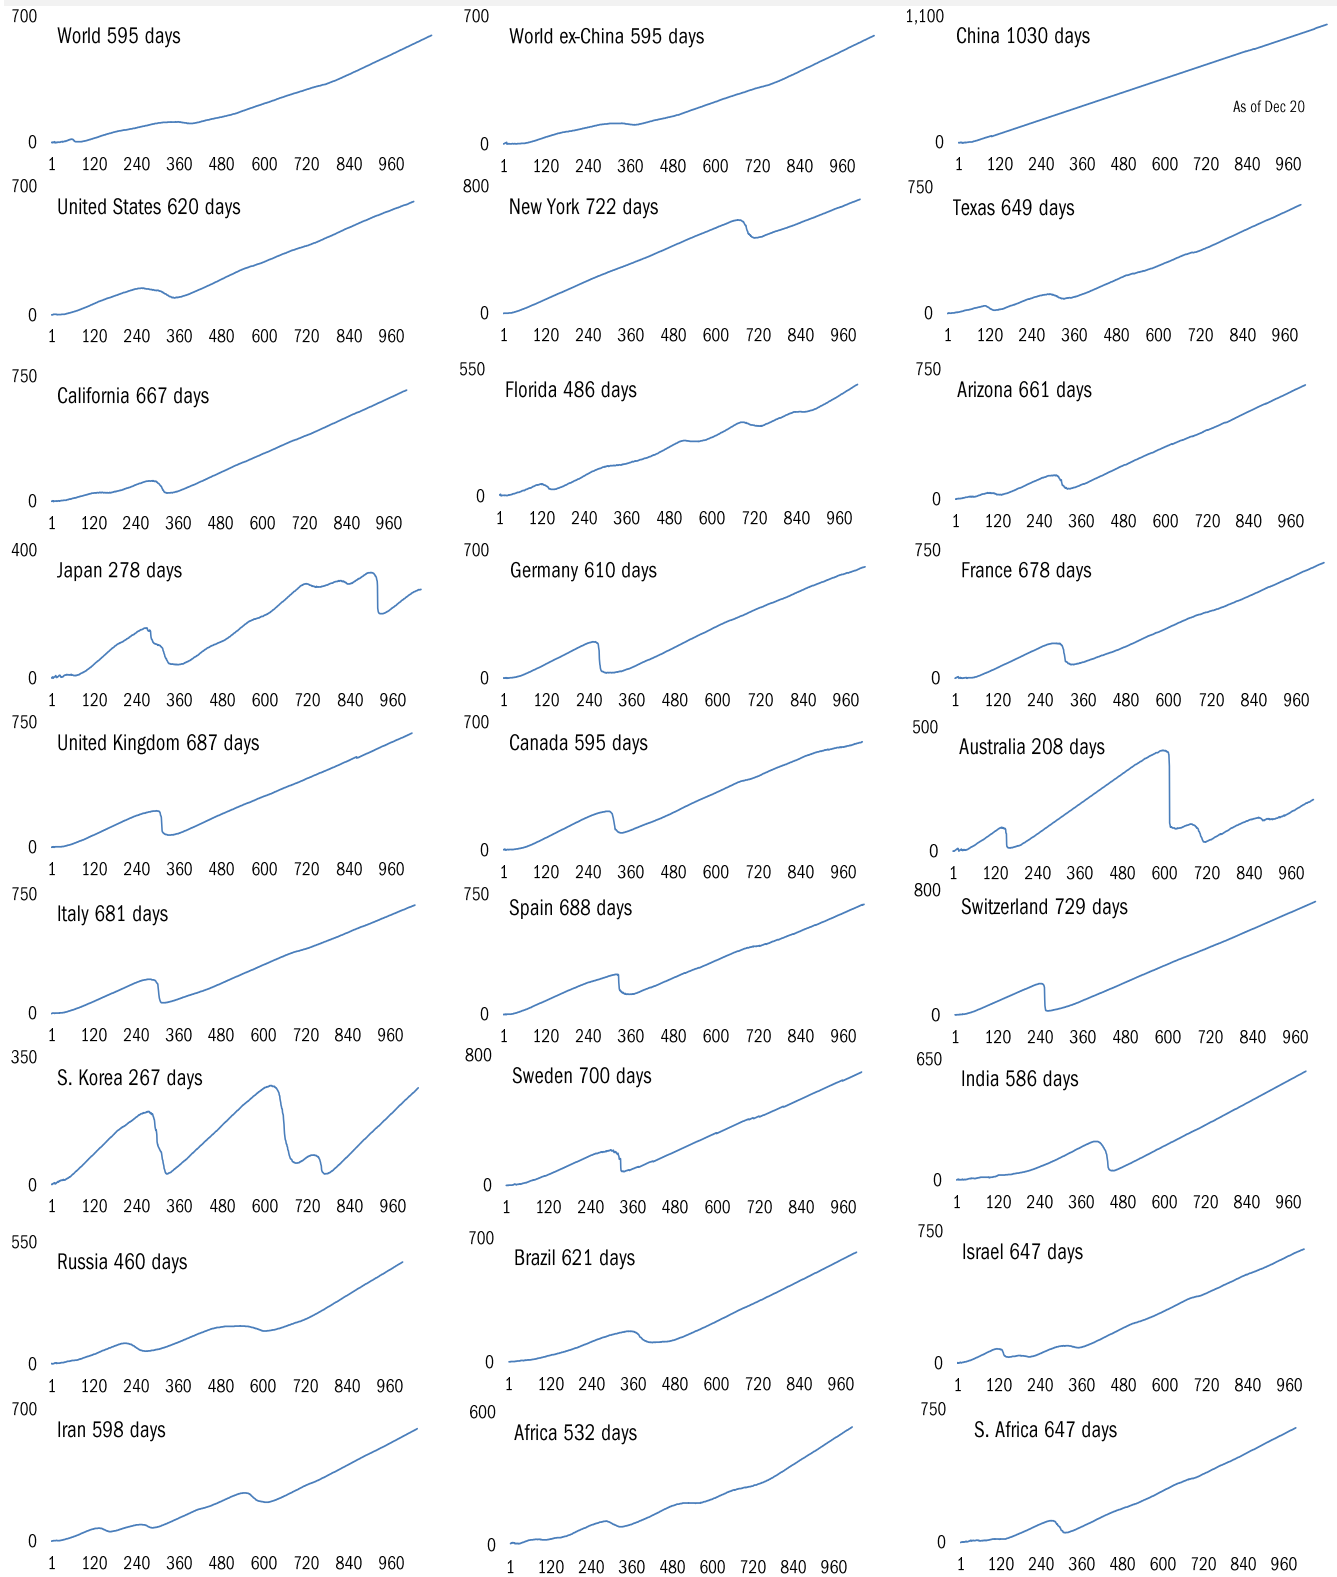 700
World 595 days
0
1 120 240 360 480 600 720 840 960
700
World ex-China 595 days
0
1 120 240 360 480 600 720 840 960
1,100
China 1030 days
As of Dec 20
0
1 120 240 360 480 600 720 840 960
700
United States 620 days
0
1 120 240 360 480 600 720 840 960
800
New York 722 days
0
1 120 240 360 480 600 720 840 960
750
Texas 649 days
0
1 120 240 360 480 600 720 840 960
750
California 667 days
0
1 120 240 360 480 600 720 840 960
550
Florida 486 days
0
1 120 240 360 480 600 720 840 960
750
Arizona 661 days
0
1 120 240 360 480 600 720 840 960
400
Japan 278 days
0
1 120 240 360 480 600 720 840 960
700
Germany 610 days
0
1 120 240 360 480 600 720 840 960
750
France 678 days
0
1 120 240 360 480 600 720 840 960
750
United Kingdom 687 days
0
1 120 240 360 480 600 720 840 960
700
Canada 595 days
0
1 120 240 360 480 600 720 840 960
500
Australia 208 days
0
1 120 240 360 480 600 720 840 960
750
Italy 681 days
0
1 120 240 360 480 600 720 840 960
750
Spain 688 days
0
1 120 240 360 480 600 720 840 960
800
Switzerland 729 days
0
1 120 240 360 480 600 720 840 960
350
S. Korea 267 days
0
1 120 240 360 480 600 720 840 960
800
Sweden 700 days
0
1 120 240 360 480 600 720 840 960
650
India 586 days
0
1 120 240 360 480 600 720 840 960
550
Russia 460 days
0
1 120 240 360 480 600 720 840 960
700
Brazil 621 days
0
1 120 240 360 480 600 720 840 960
750
Israel 647 days
0
1 120 240 360 480 600 720 840 960
700
Iran 598 days
0
1 120 240 360 480 600 720 840 960
600
Africa 532 days
0
1 120 240 360 480 600 720 840 960
750
S. Africa 647 days
0
1 120 240 360 480 600 720 840 960